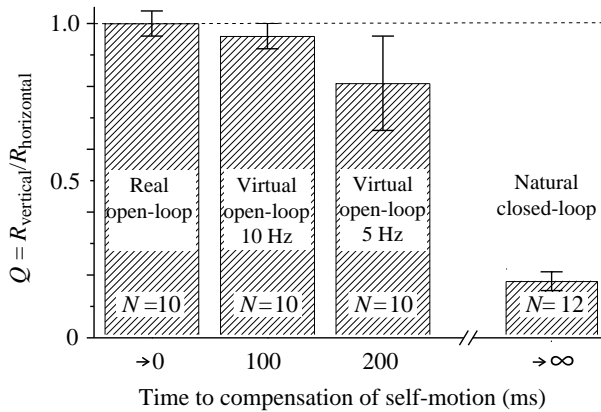 1.0
0.5
0
Q = R_vertical/R_horizontal
Real
open-loop
N =10
Virtual
open-loop
10 Hz
N =10
Virtual
open-loop
5 Hz
N =10
Natural
closed-loop
N= 12
→0
100
200
→∞
Time to compensation of self-motion (ms)